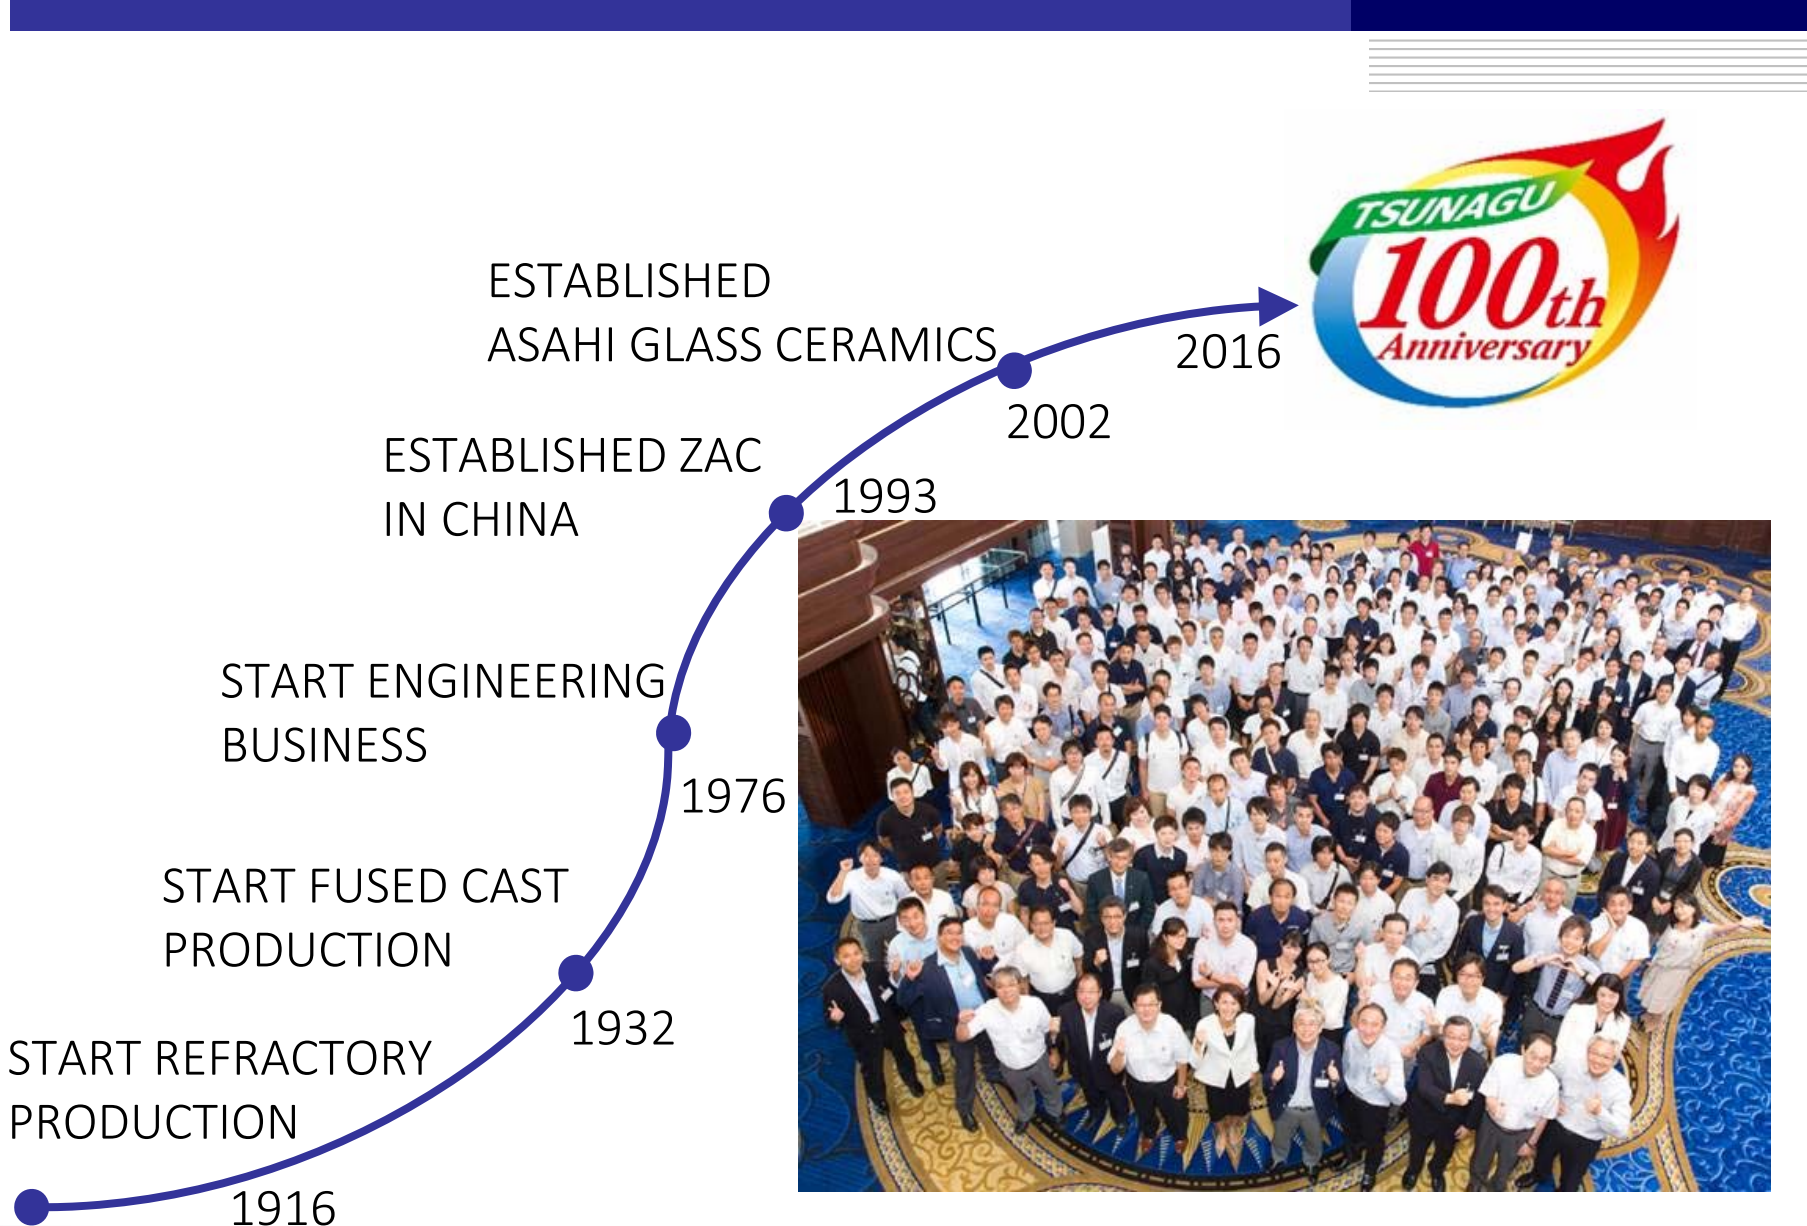 TSUNAGU
100th
Anniversary
ESTABLISHED
ASAHI GLASS CERAMICS
2016
2002
ESTABLISHED ZAC
IN CHINA
1993
START ENGINEERING
BUSINESS
1976
START FUSED CAST
PRODUCTION
1932
START REFRACTORY
PRODUCTION
1916